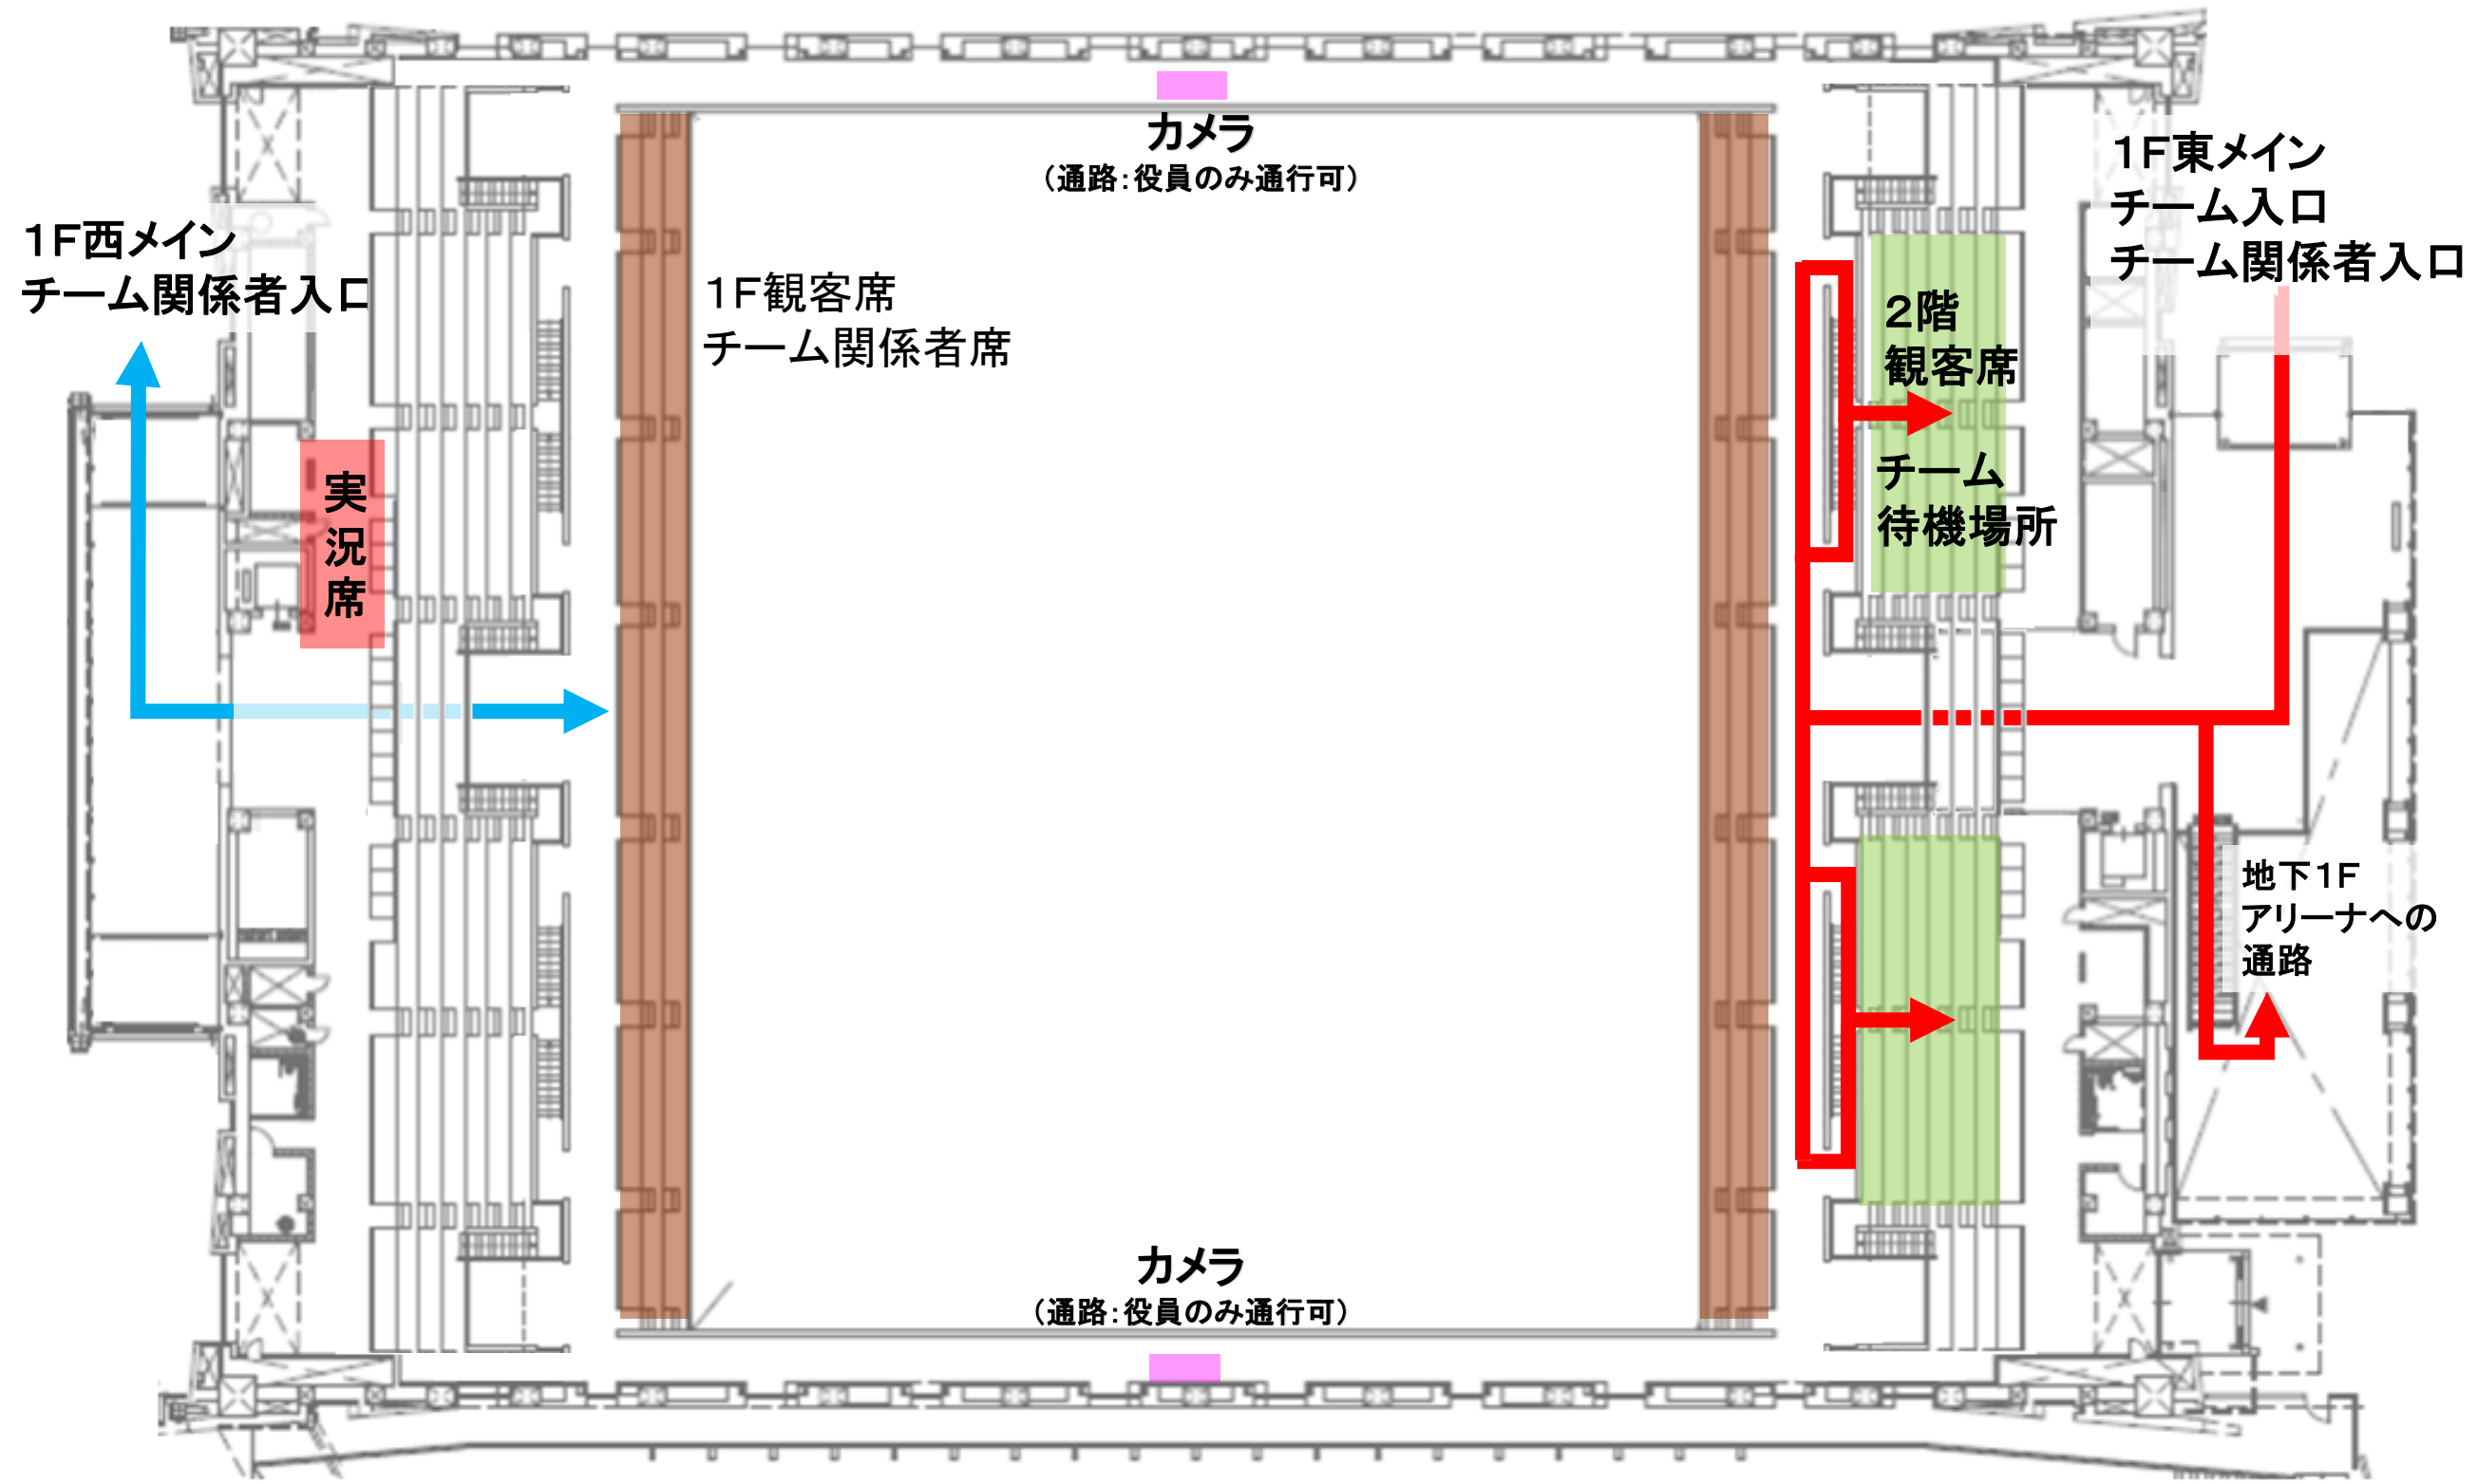 カメラ
（通路：役員のみ通行可）
1F東メイン
チーム入口
チーム関係者入口
1F西メイン
チーム関係者入口
1F観客席
チーム関係者席
2階
観客席
チーム
待機場所
実
況
席
地下1F
アリーナへの
通路
カメラ
（通路：役員のみ通行可）